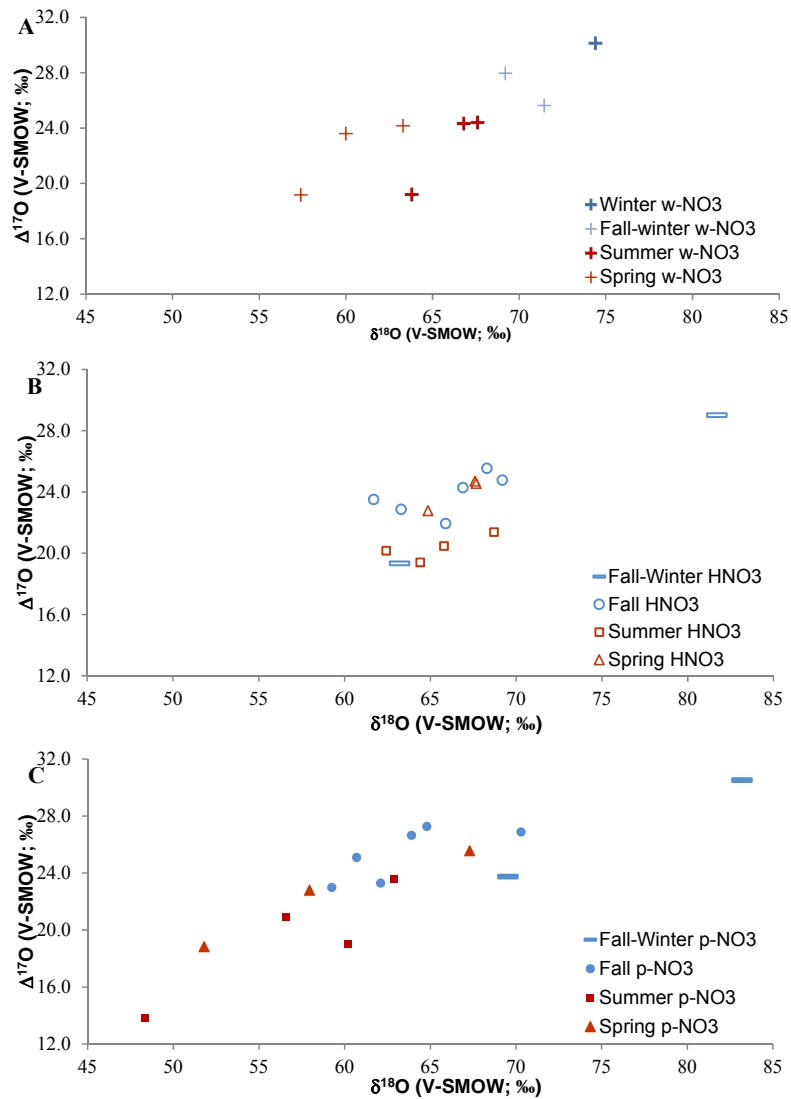 A
32.0
28.0
24.0
20.0
16.0
12.0
Δ17O (V-SMOW; ‰)
Winter w-NO3
Fall-winter w-NO3
Summer w-NO3
Spring w-NO3
45 50 55 60 65 70 75 80 85
δ18O (V-SMOW; ‰)
B
32.0
28.0
24.0
20.0
16.0
12.0
Δ17O (V-SMOW; ‰)
Fall-Winter HNO3
Fall HNO3
Summer HNO3
Spring HNO3
45 50 55 60 65 70 75 80 85
δ18O (V-SMOW; ‰)
C
32.0
28.0
24.0
20.0
16.0
12.0
Δ17O (V-SMOW; ‰)
Fall-Winter p-NO3
Fall p-NO3
Summer p-NO3
Spring p-NO3
45 50 55 60 65 70 75 80 85
δ18O (V-SMOW; ‰)